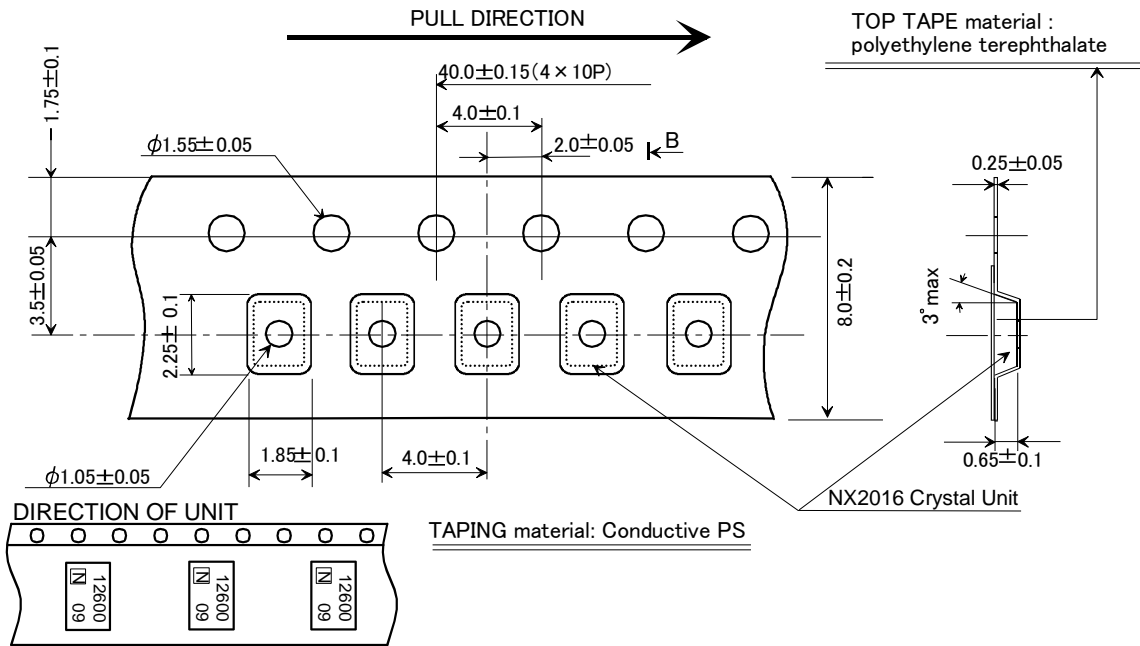 PULL DIRECTION
TOP TAPE material :
polyethylene terephthalate
1.75±0.1
40.0±0.15(4×10P)
4.0±0.1
φ1.55±0.05
2.0±0.05
B
0.25±0.05
3.5±0.05
2.25±0.1
8.0±0.2
3°max
φ1.05±0.05
1.85±0.1
4.0±0.1
0.65±0.1
NX2016 Crystal Unit
DIRECTION OF UNIT
TAPING material: Conductive PS
12600
N 09
12600
N 09
12600
N 09